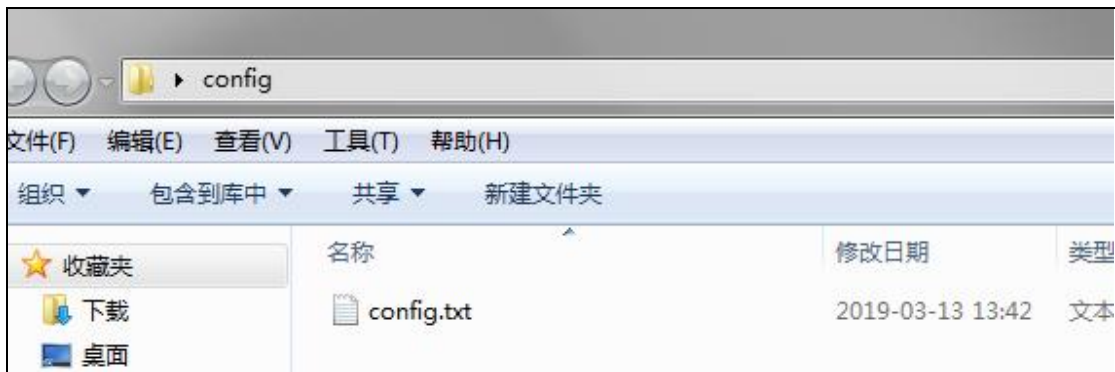 config
文件(F) 编辑(E) 查看(V) 工具(T) 帮助(H)
组织 包含到库中 共享 新建文件夹
名称 修改日期 类型
收藏夹
config.txt 2019-03-13 13:42 文本
下载
桌面